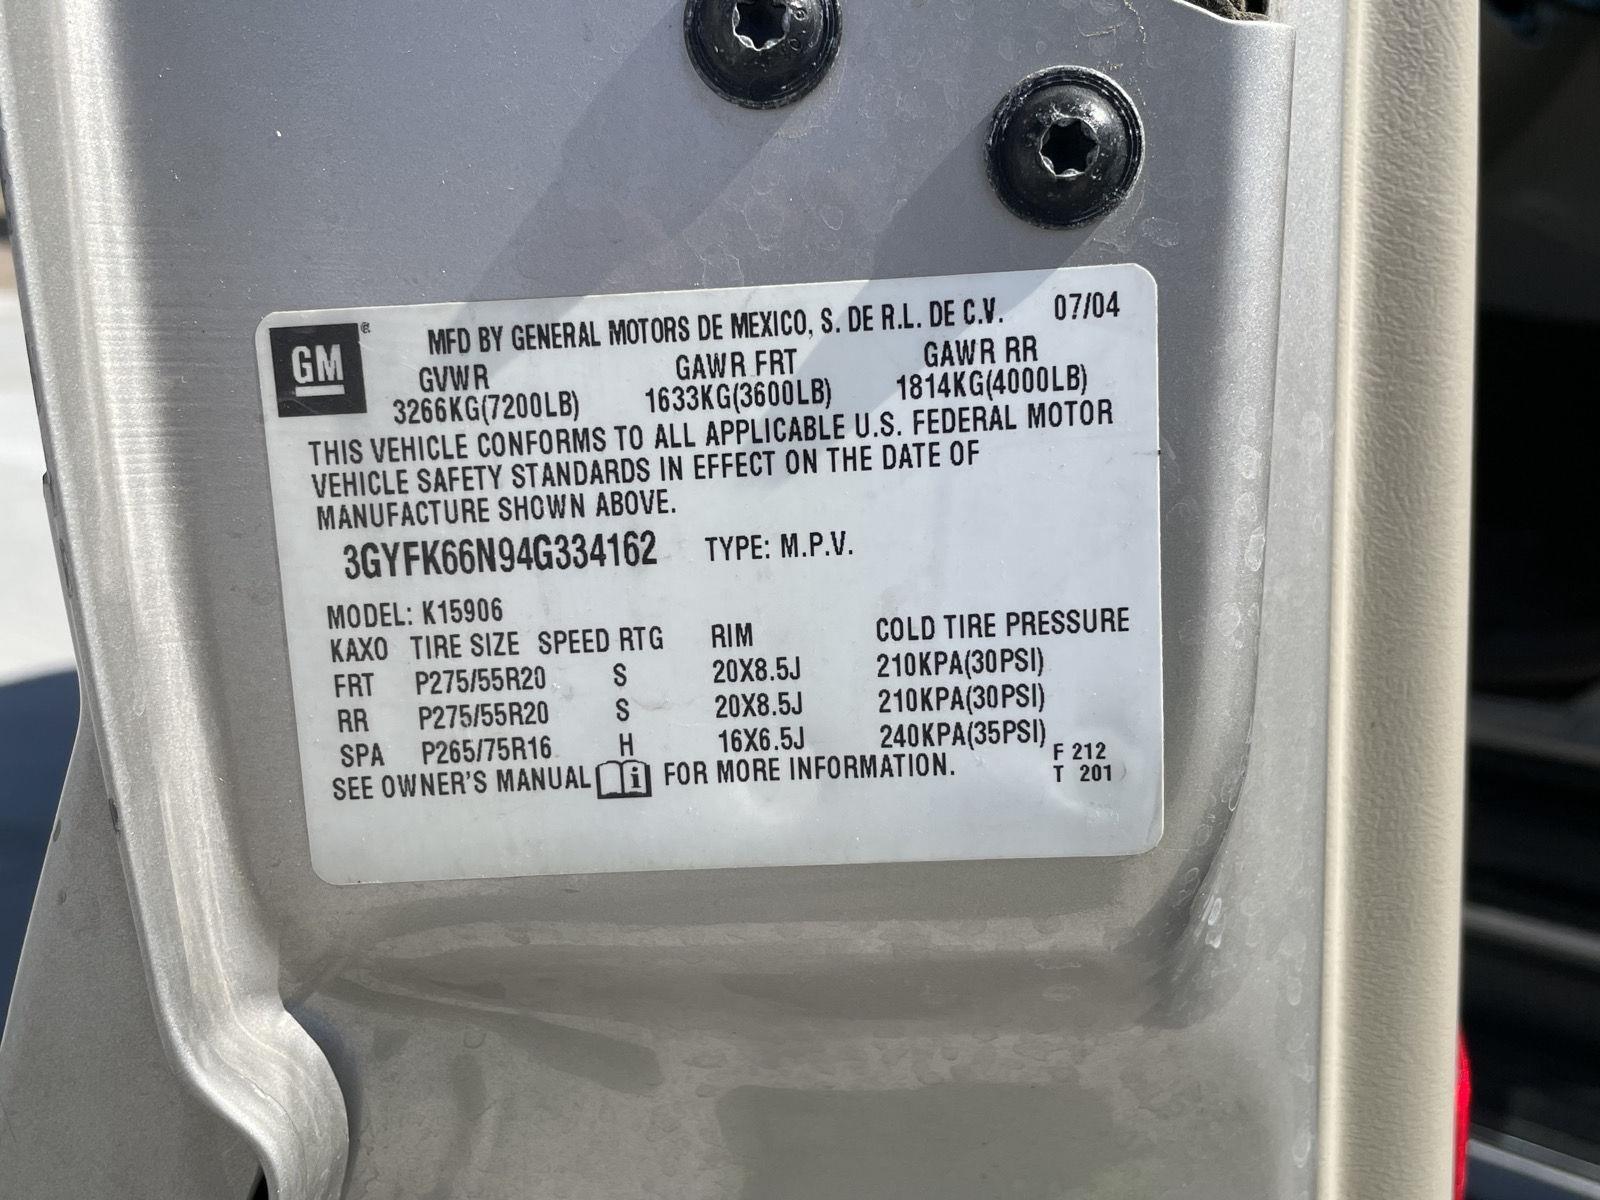 GM ® MFD BY GENERAL MOTORS DE MEXICO, S. DE R.L. DE C.V. 07/04
GVWR GAWR FRT GAWR RR
3266KG(7200LB) 1633KG(3600LB) 1814KG(4000LB)
THIS VEHICLE CONFORMS TO ALL APPLICABLE U.S. FEDERAL MOTOR
VEHICLE SAFETY STANDARDS IN EFFECT ON THE DATE OF
MANUFACTURE SHOWN ABOVE.
3GYFK66N94G334162 TYPE: M.P.V.
MODEL: K15906
KAXO TIRE SIZE SPEED RTG RIM COLD TIRE PRESSURE
FRT P275/55R20 S 20X8.5J 210KPA(30PSI)
RR P275/55R20 S 20X8.5J 210KPA(30PSI)
SPA P265/75R16 H 16X6.5J 240KPA(35PSI)
SEE OWNER'S MANUAL i FOR MORE INFORMATION.
F 212
T 201